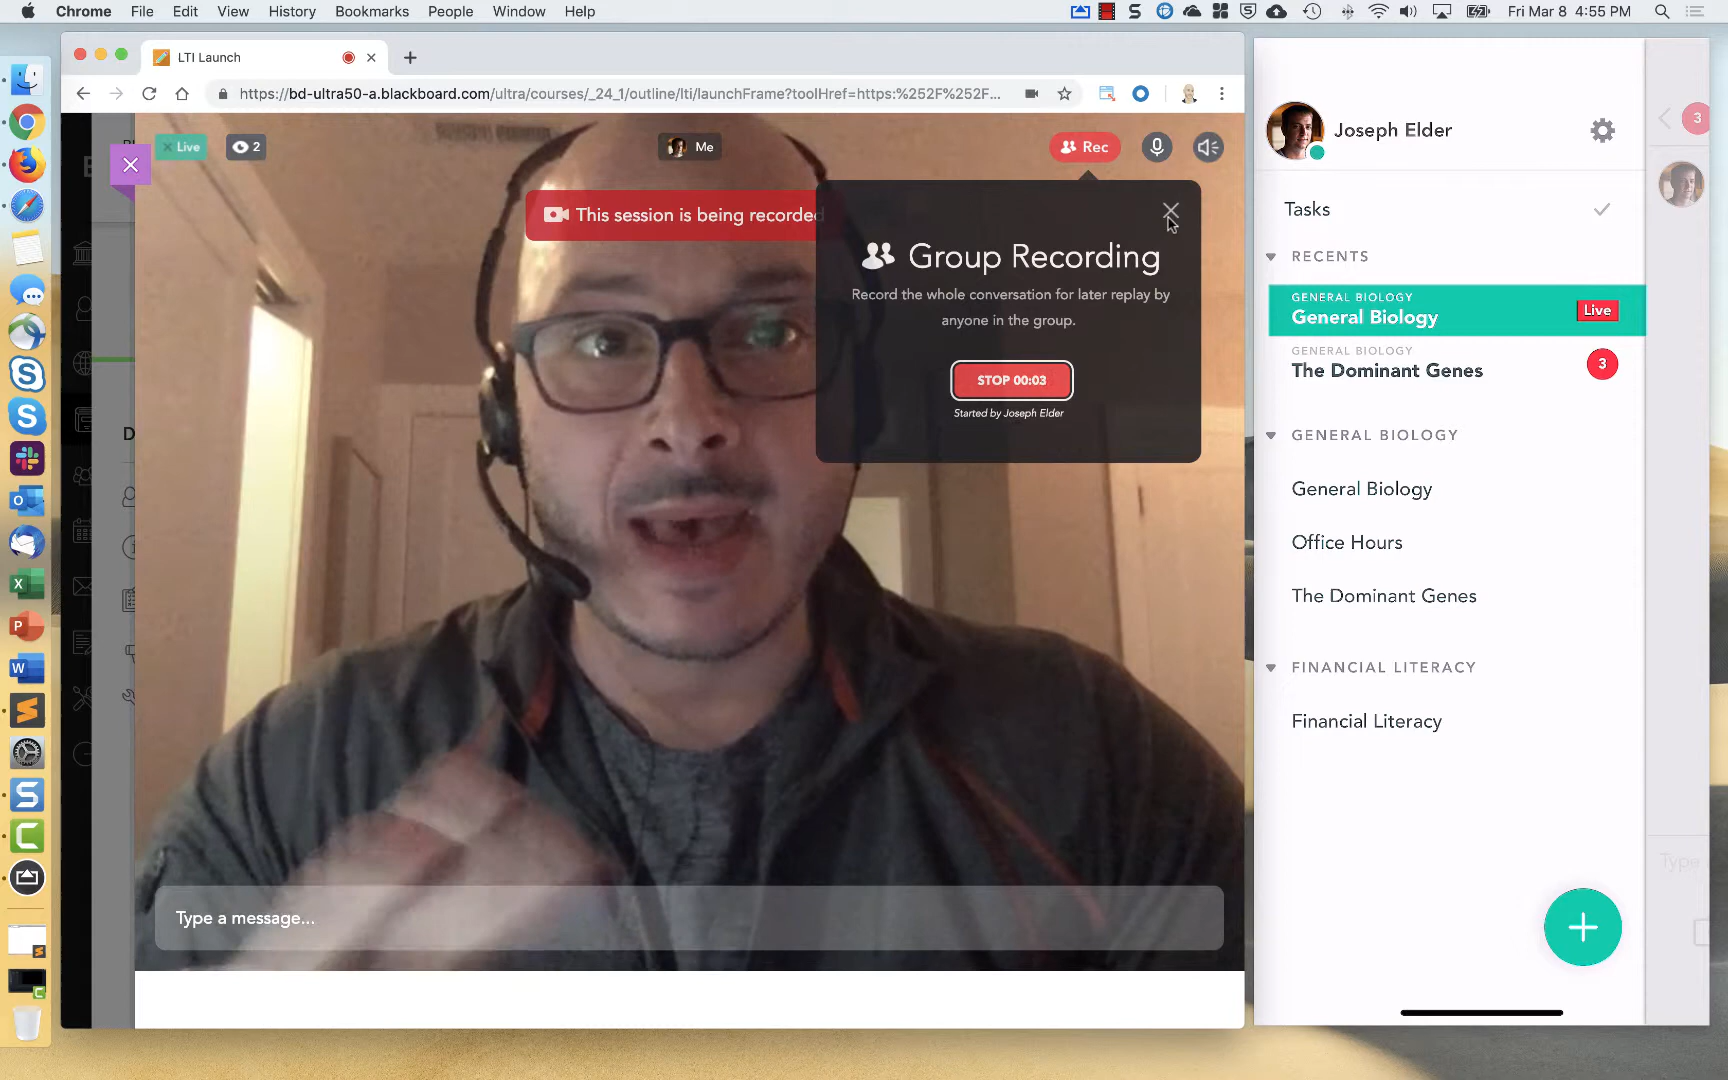 Chrome File Edit View History Bookmarks People Window Help
Fri Mar 8 4:55 PM
LTI Launch
https://bd-ultra50-a.blackboard.com/ultra/courses/_24_1/outline/lti/launchFrame?toolHref=https:%252F%252F...
Live
2
Me
Rec
This session is being recorded
Group Recording
Record the whole conversation for later replay by
anyone in the group.
STOP 00:03
Started by Joseph Elder
Type a message...
Joseph Elder
3
Tasks
RECENTS
GENERAL BIOLOGY
General Biology
Live
GENERAL BIOLOGY
The Dominant Genes
3
GENERAL BIOLOGY
General Biology
Office Hours
The Dominant Genes
FINANCIAL LITERACY
Financial Literacy
Type